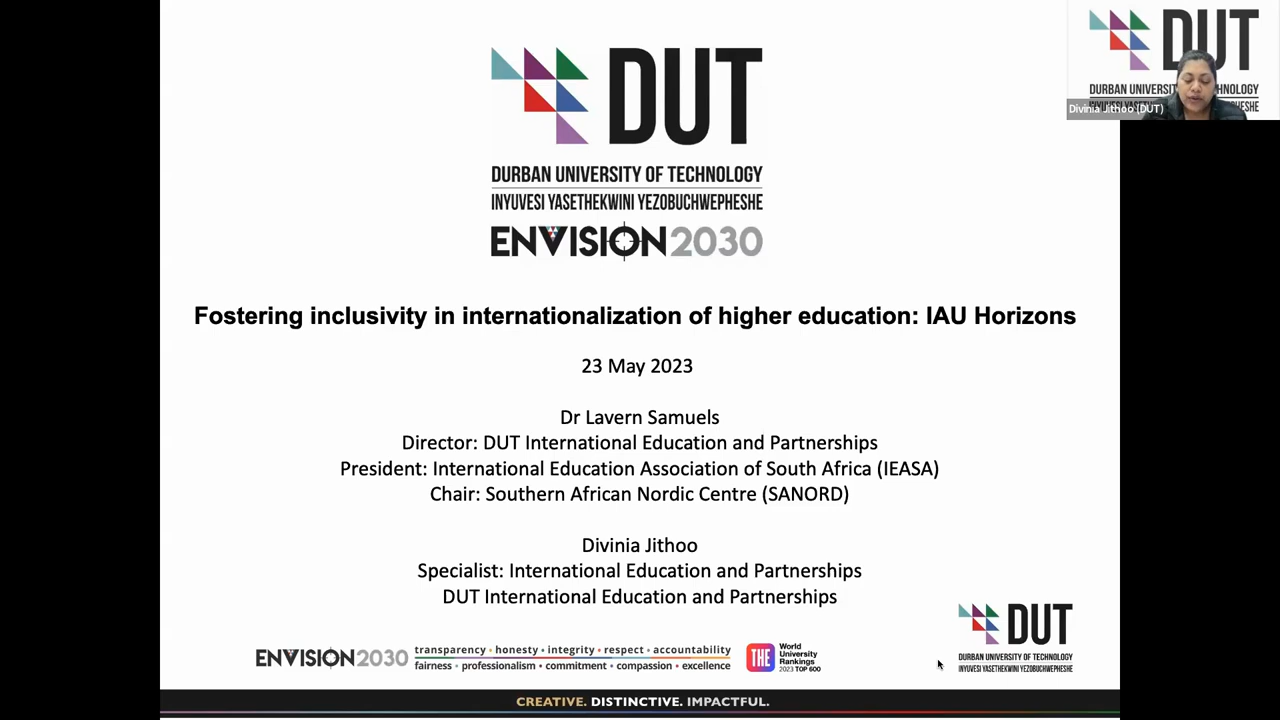 DUT
DURBAN UNIVERSITY OF TECHNOLOGY
INYUVESI YASETHEKWINI YEZOBUCHWEPHESHE
ENVISION2030
Fostering inclusivity in internationalization of higher education: IAU Horizons
23 May 2023
Dr Lavern Samuels
Director: DUT International Education and Partnerships
President: International Education Association of South Africa (IEASA)
Chair: Southern African Nordic Centre (SANORD)
Divinia Jithoo
Specialist: International Education and Partnerships
DUT International Education and Partnerships
ENVISION2030
transparency • honesty • integrity • respect • accountability
fairness • professionalism • commitment • compassion • excellence
THE
World
University
Rankings
2023 TOP 600
DUT
DURBAN UNIVERSITY OF TECHNOLOGY
INYUVESI YASETHEKWINI YEZOBUCHWEPHESHE
CREATIVE. DISTINCTIVE. IMPACTFUL.
DUT
Divinia Jithoo (DUT)